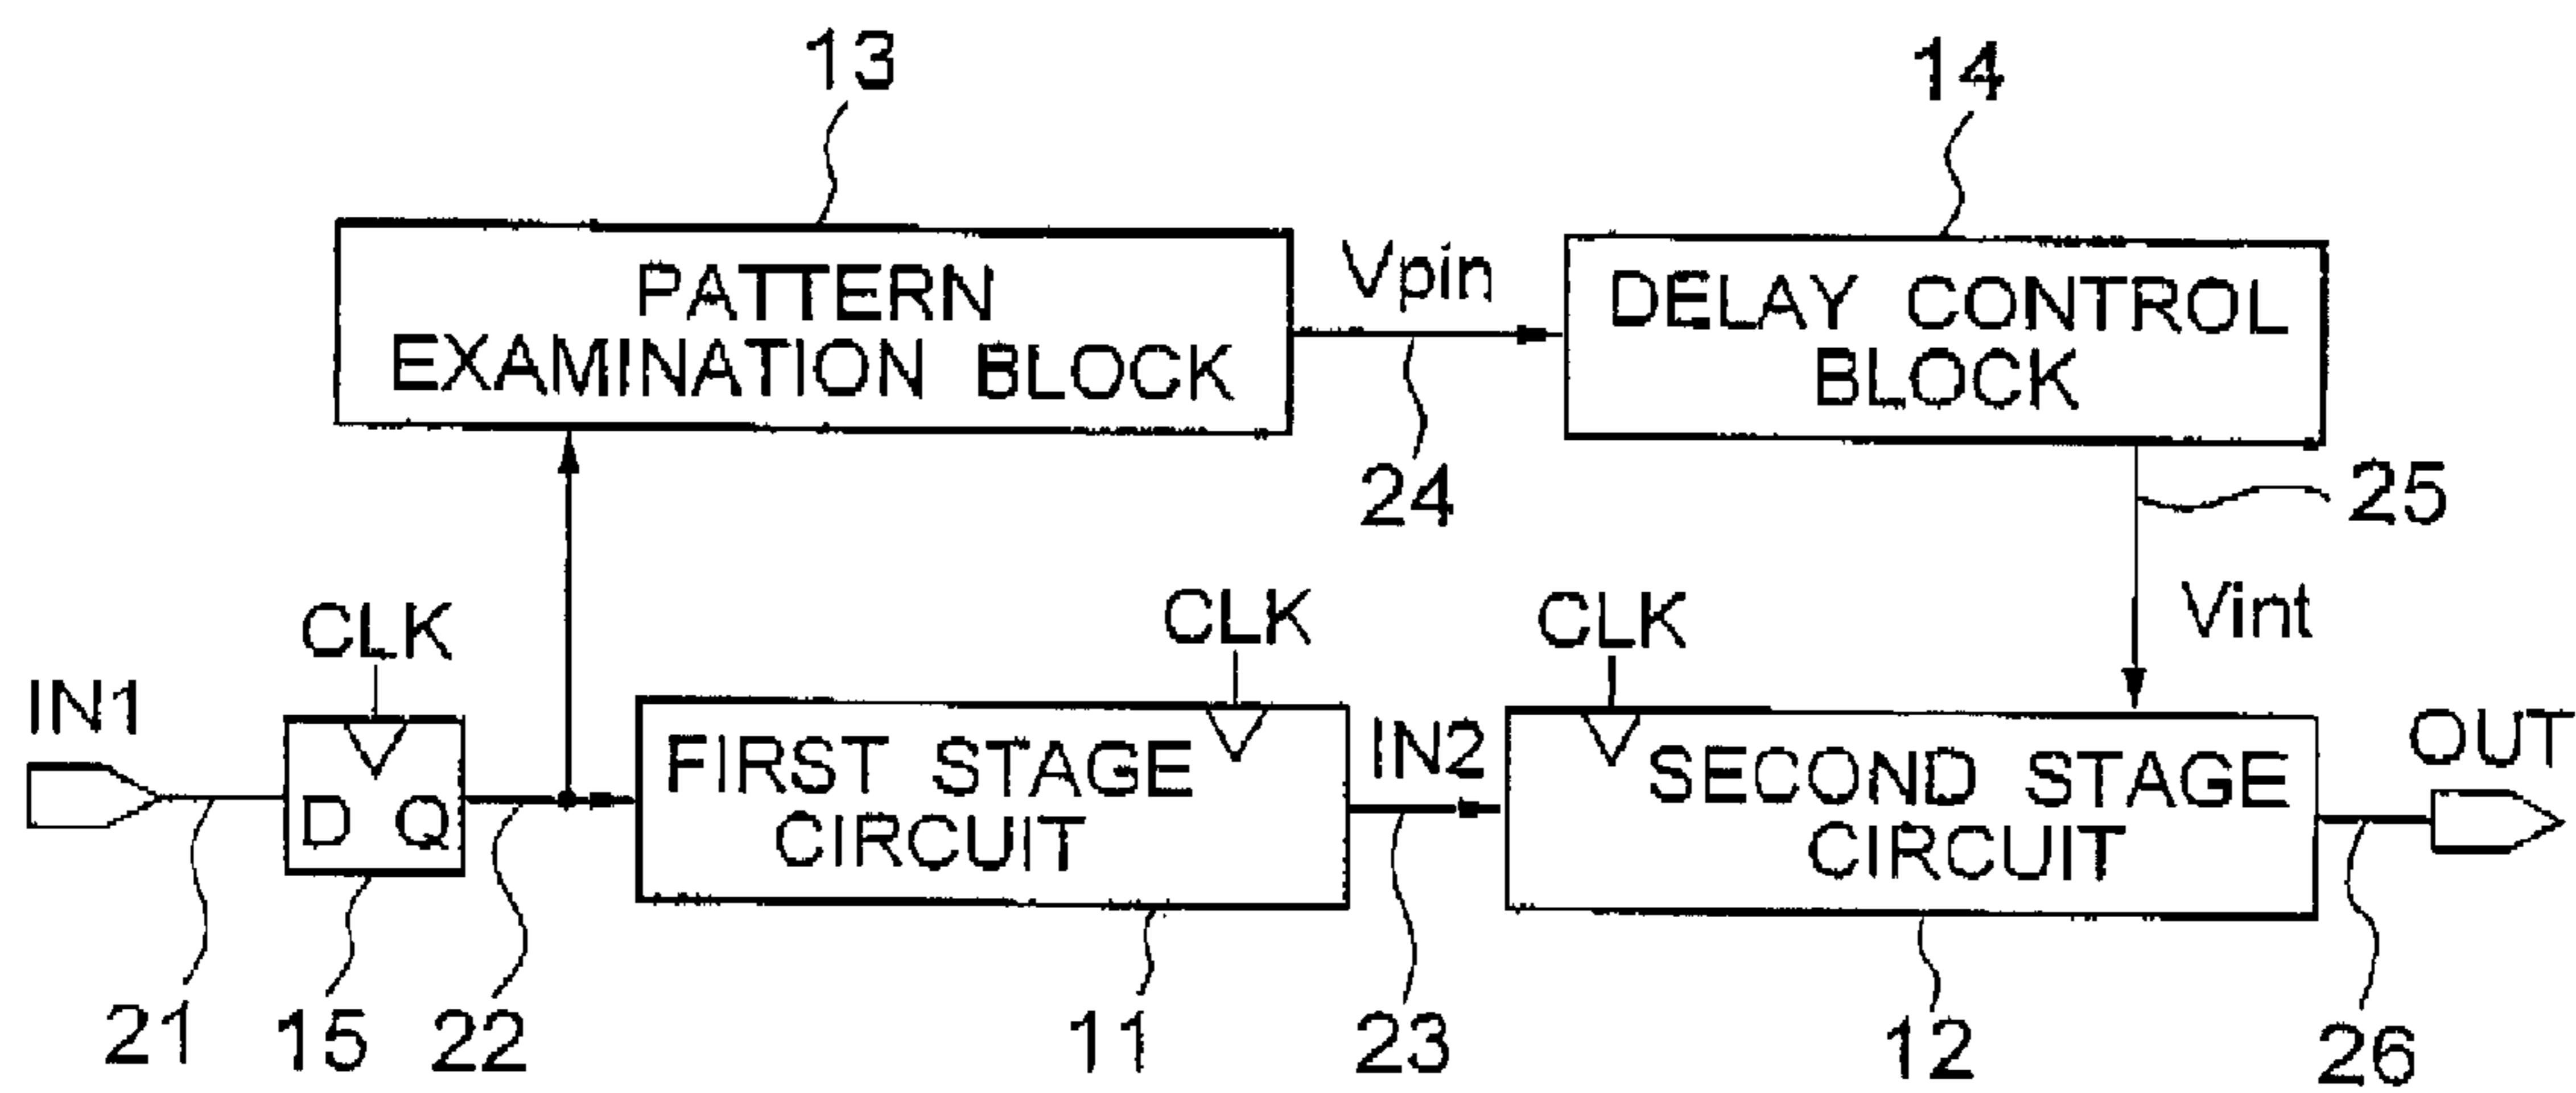 13
14
PATTERN
EXAMINATION BLOCK
Vpin
DELAY CONTROL
BLOCK
24
25
CLK
CLK
CLK
Vint
IN1
D Q
FIRST STAGE
CIRCUIT
IN2
SECOND STAGE
CIRCUIT
OUT
21
15
22
11
23
12
26